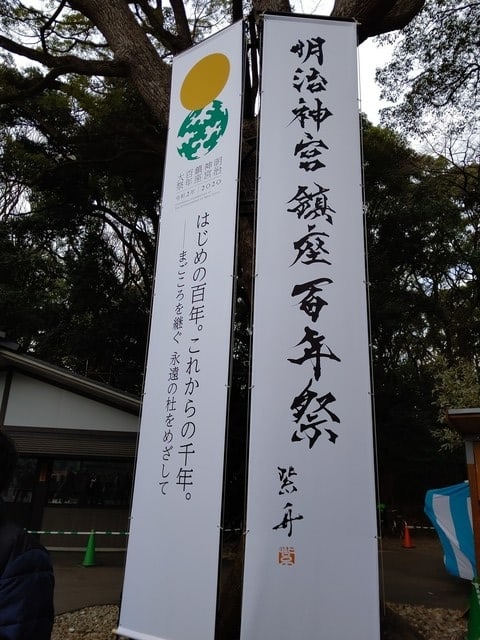 明治神宮鎮座百年祭
紫舟
明治
神宮
鎮座
百年
大祭
令和2年 / 2020
はじめの百年。これからの千年。
──まごころを継ぐ 永遠の杜をめざして